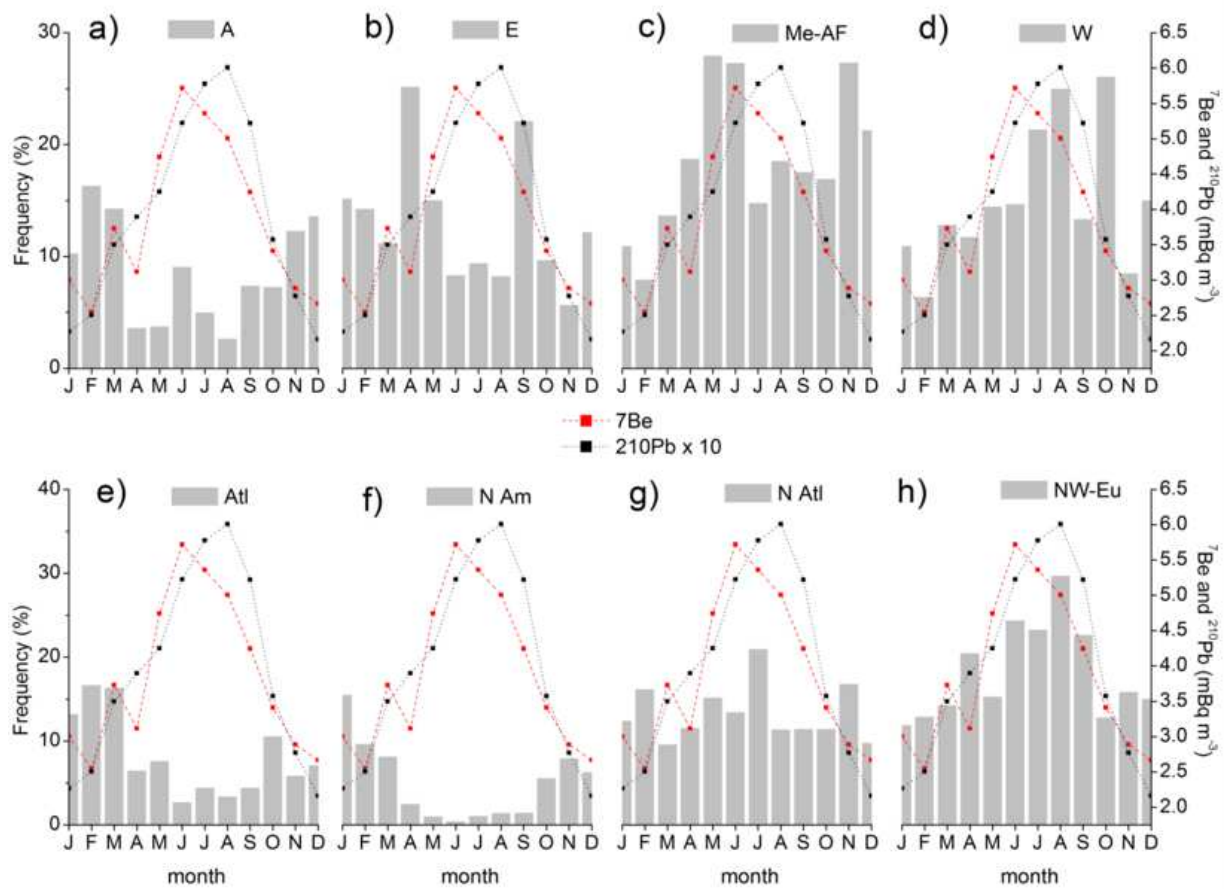 a) A
b) E
c) Me-AF
d) W
Frequency (%)
30
20
10
0
6.5
6.0
5.5
5.0
4.5
4.0
3.5
3.0
2.5
2.0
⁷Be and ²¹⁰Pb (mBq m⁻³)
J F M A M J J A S O N D
J F M A M J J A S O N D
J F M A M J J A S O N D
J F M A M J J A S O N D
7Be
210Pb x 10
e) Atl
f) N Am
g) N Atl
h) NW-Eu
Frequency (%)
40
30
20
10
0
6.5
6.0
5.5
5.0
4.5
4.0
3.5
3.0
2.5
2.0
⁷Be and ²¹⁰Pb (mBq m⁻³)
J F M A M J J A S O N D
J F M A M J J A S O N D
J F M A M J J A S O N D
J F M A M J J A S O N D
month
month
month
month